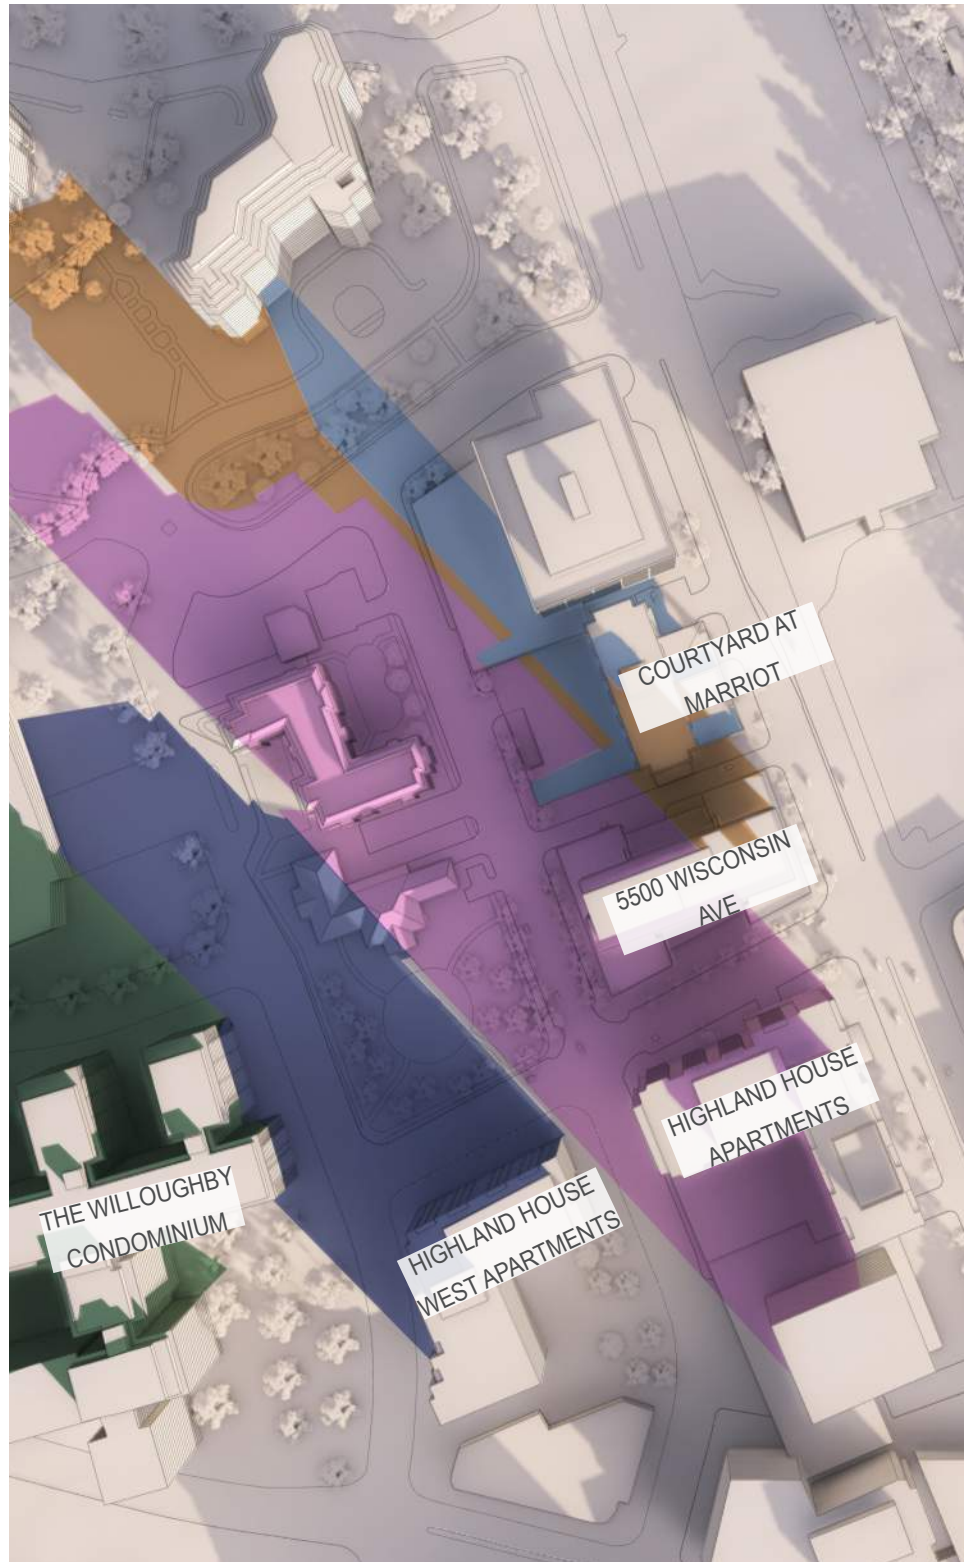 COURTYARD AT
MARRIOT
5500 WISCONSIN
AVE
HIGHLAND HOUSE
APARTMENTS
THE WILLOUGHBY
CONDOMINIUM
HIGHLAND HOUSE
WEST APARTMENTS